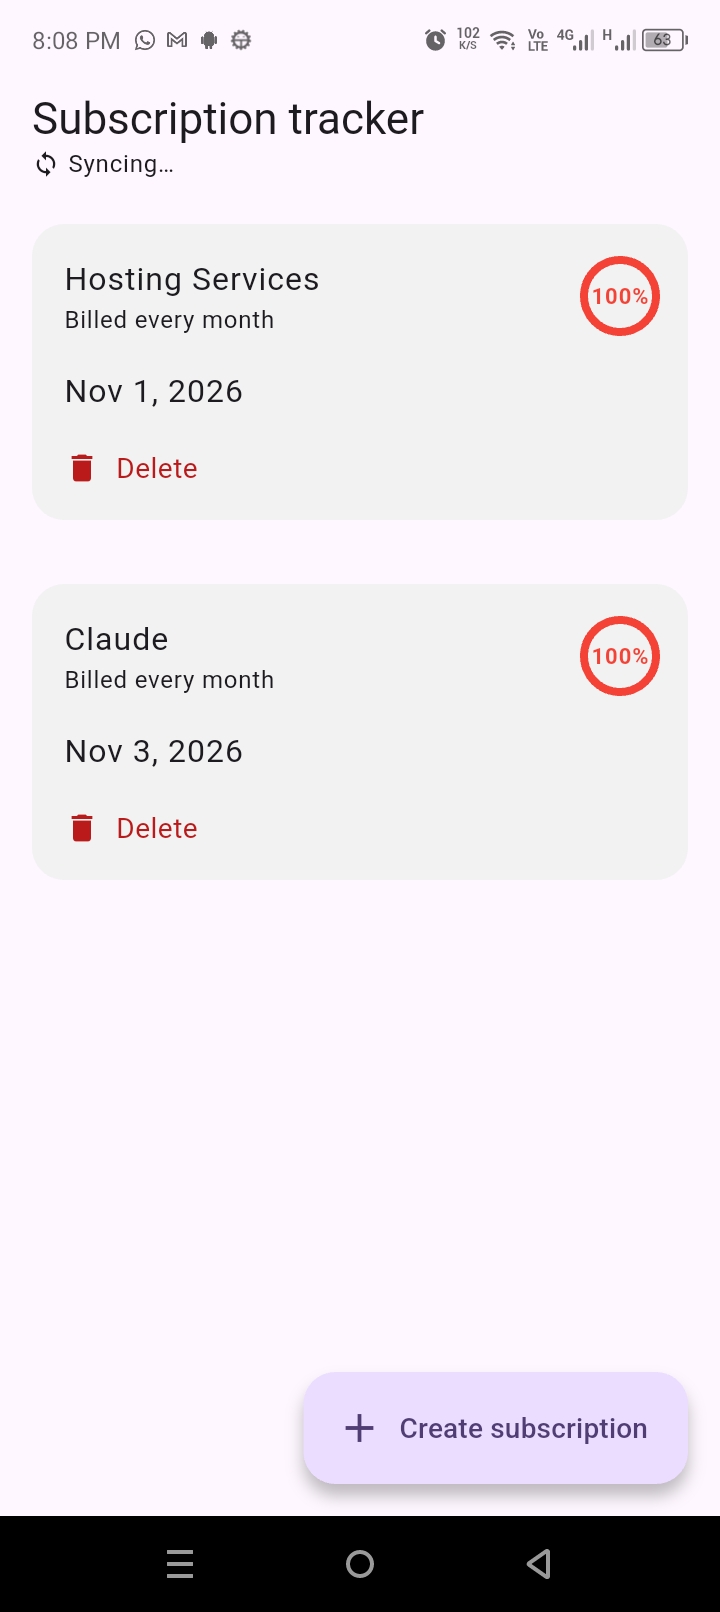 8:08 PM 102 K/S Vo LTE 4G H 63
Subscription tracker
Syncing…
Hosting Services
100%
Billed every month
Nov 1, 2026
Delete
Claude
100%
Billed every month
Nov 3, 2026
Delete
Create subscription